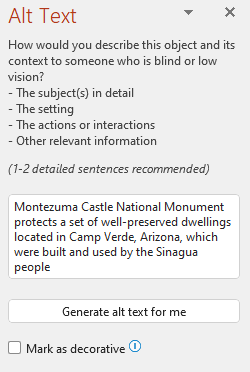 Alt Text
How would you describe this object and its
context to someone who is blind or low
vision?
- The subject(s) in detail
- The setting
- The actions or interactions
- Other relevant information
(1-2 detailed sentences recommended)
Montezuma Castle National Monument
protects a set of well-preserved dwellings
located in Camp Verde, Arizona, which
were built and used by the Sinagua
people
Generate alt text for me
Mark as decorative